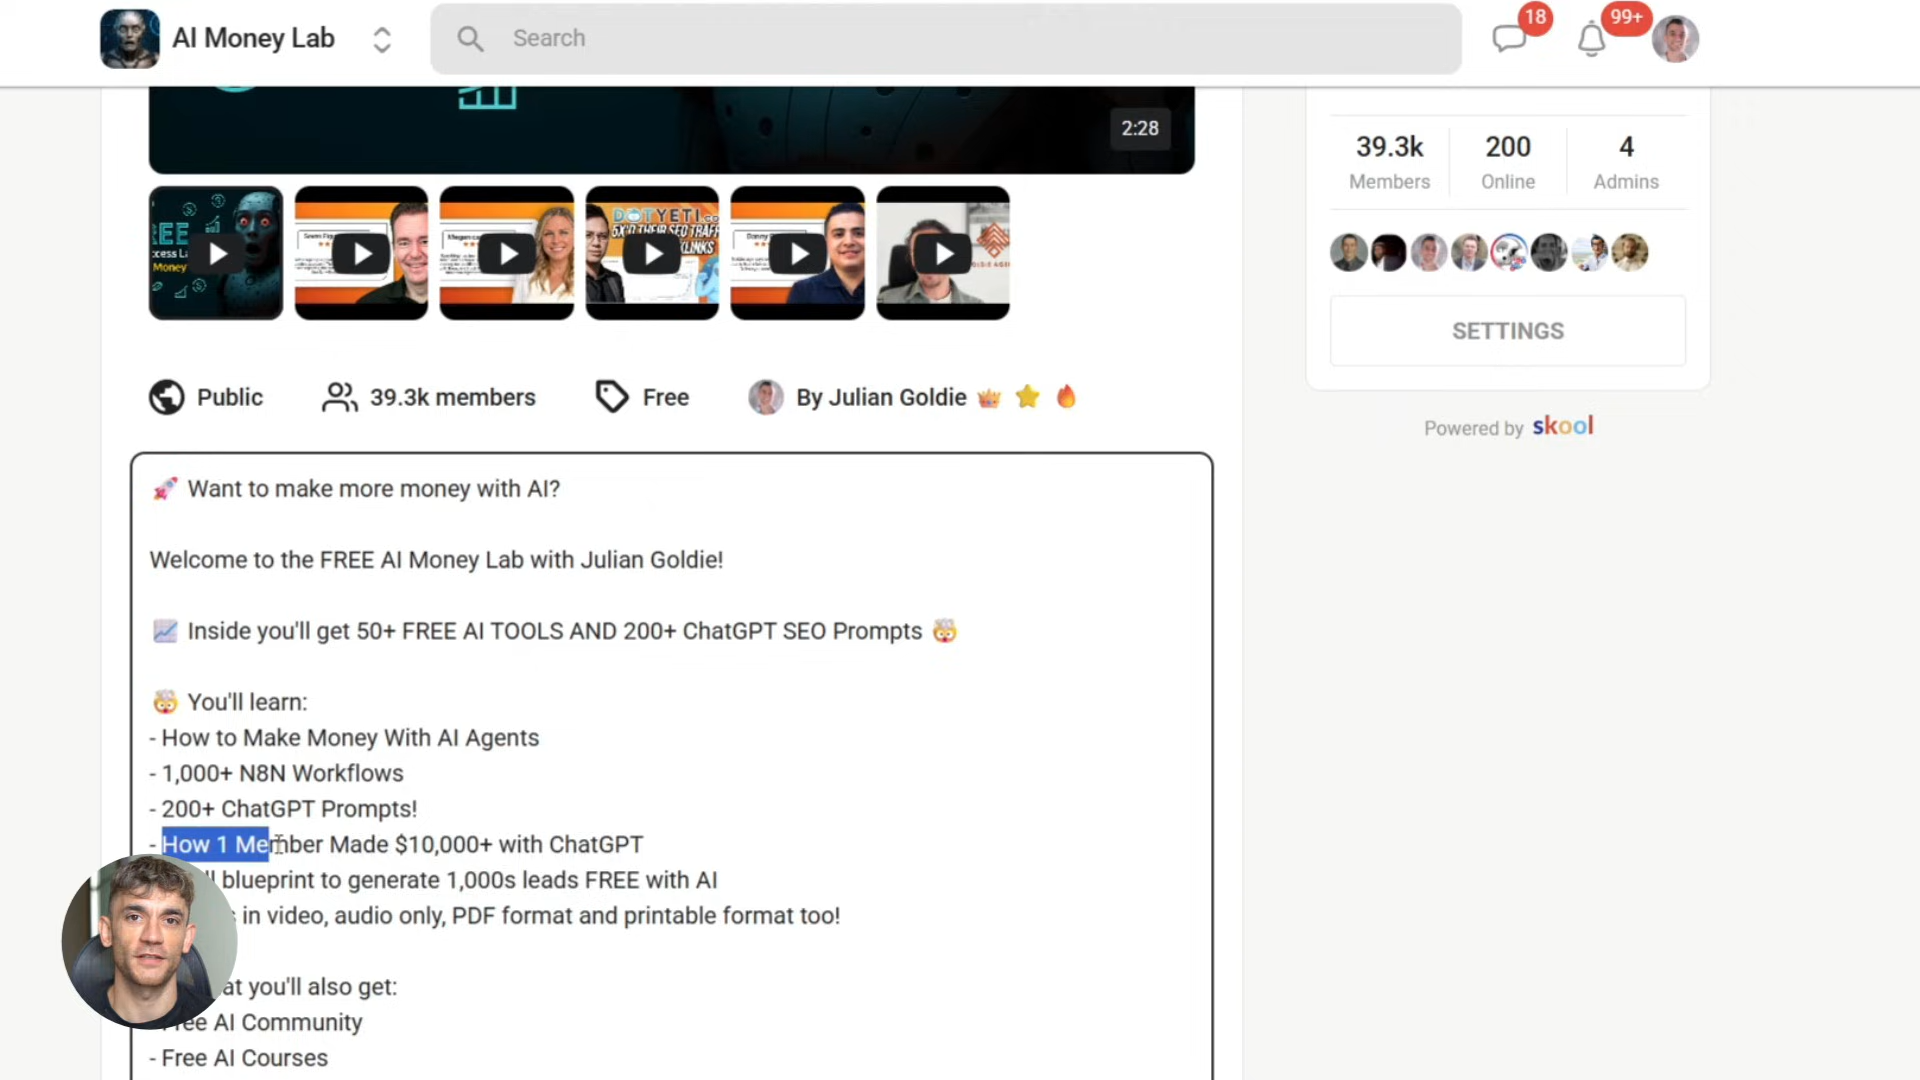 AI Money Lab
Search
18
99+
2:28
39.3k
Members
200
Online
4
Admins
SETTINGS
Powered by skool
DOTYETI.CO
Public
39.3k members
Free
By Julian Goldie 👑 ⭐ 🔥
🚀 Want to make more money with AI?
Welcome to the FREE AI Money Lab with Julian Goldie!
📈 Inside you'll get 50+ FREE AI TOOLS AND 200+ ChatGPT SEO Prompts 🤯
🤯 You'll learn:
- How to Make Money With AI Agents
- 1,000+ N8N Workflows
- 200+ ChatGPT Prompts!
- How 1 Member Made $10,000+ with ChatGPT
blueprint to generate 1,000s leads FREE with AI
in video, audio only, PDF format and printable format too!
you'll also get:
Free AI Community
- Free AI Courses